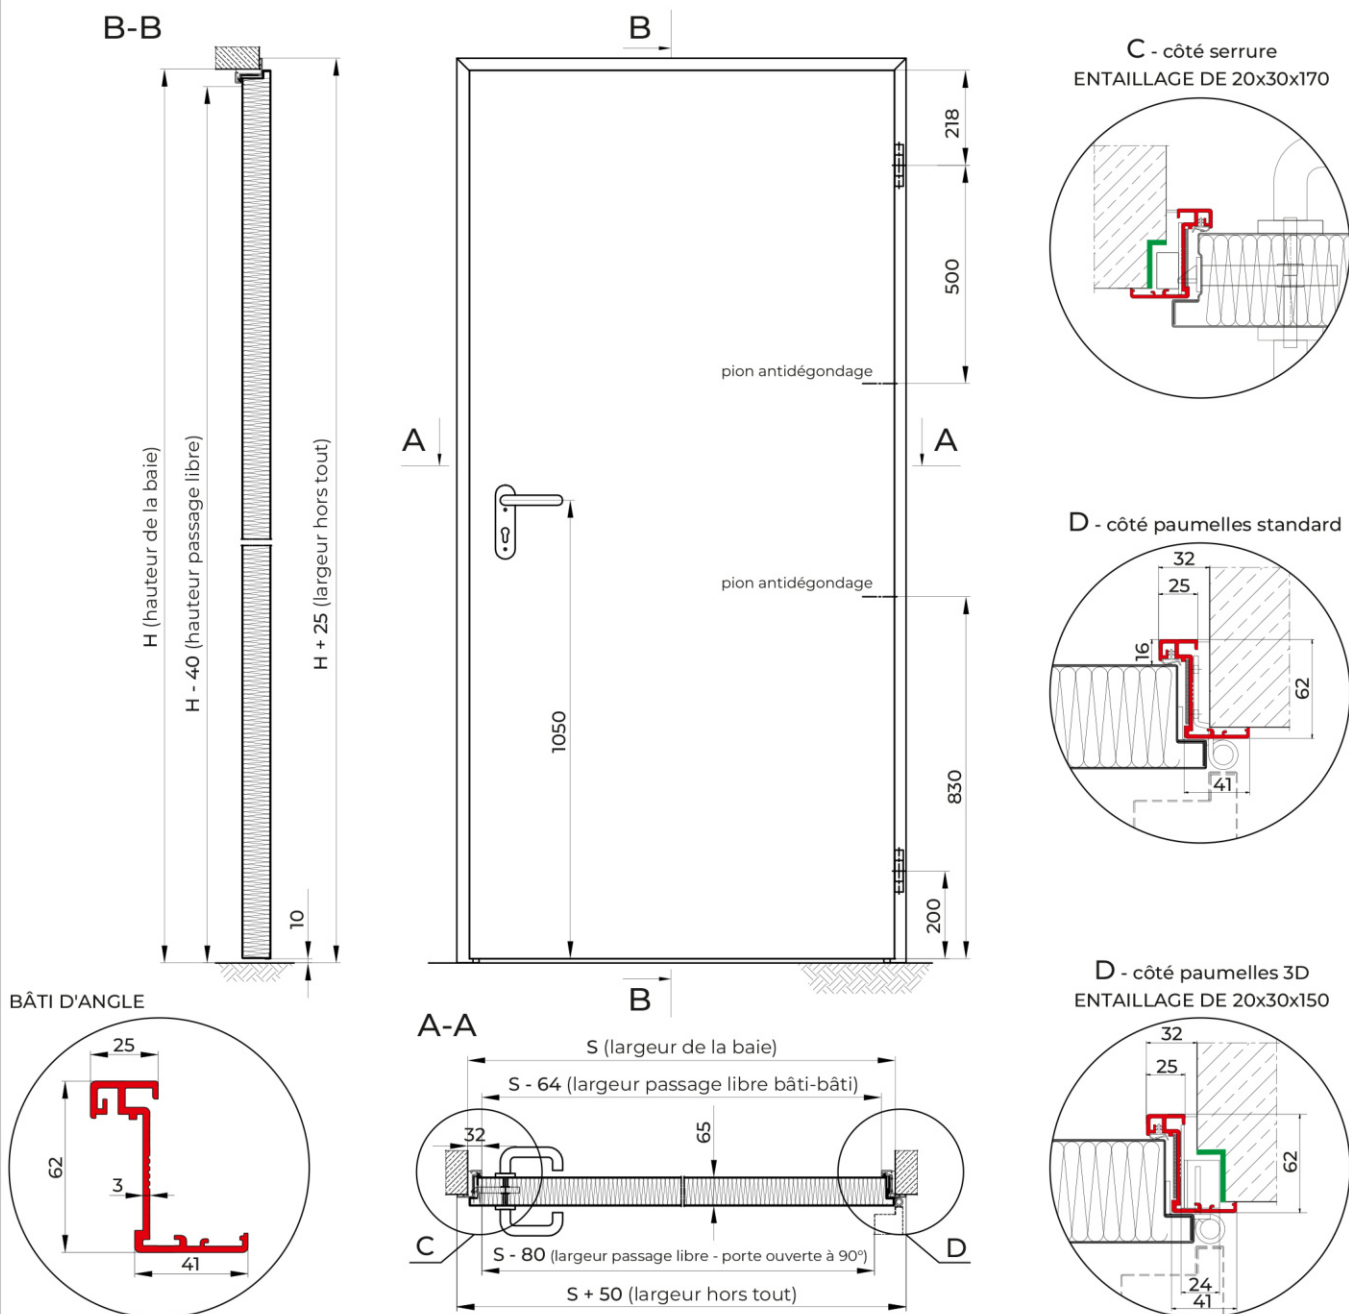 B-B
H (hauteur de la baie)
H - 40 (hauteur passage libre)
H + 25 (largeur hors tout)
10
B
A
A
218
500
pion antidégondage
pion antidégondage
1050
830
200
B
C - côté serrure
ENTAILLAGE DE 20x30x170
D - côté paumelles standard
32
25
16
62
41
D - côté paumelles 3D
ENTAILLAGE DE 20x30x150
32
25
62
24
41
BÂTI D'ANGLE
25
62
3
41
A-A
S (largeur de la baie)
S - 64 (largeur passage libre bâti-bâti)
32
65
C
D
S - 80 (largeur passage libre - porte ouverte à 90°)
S + 50 (largeur hors tout)